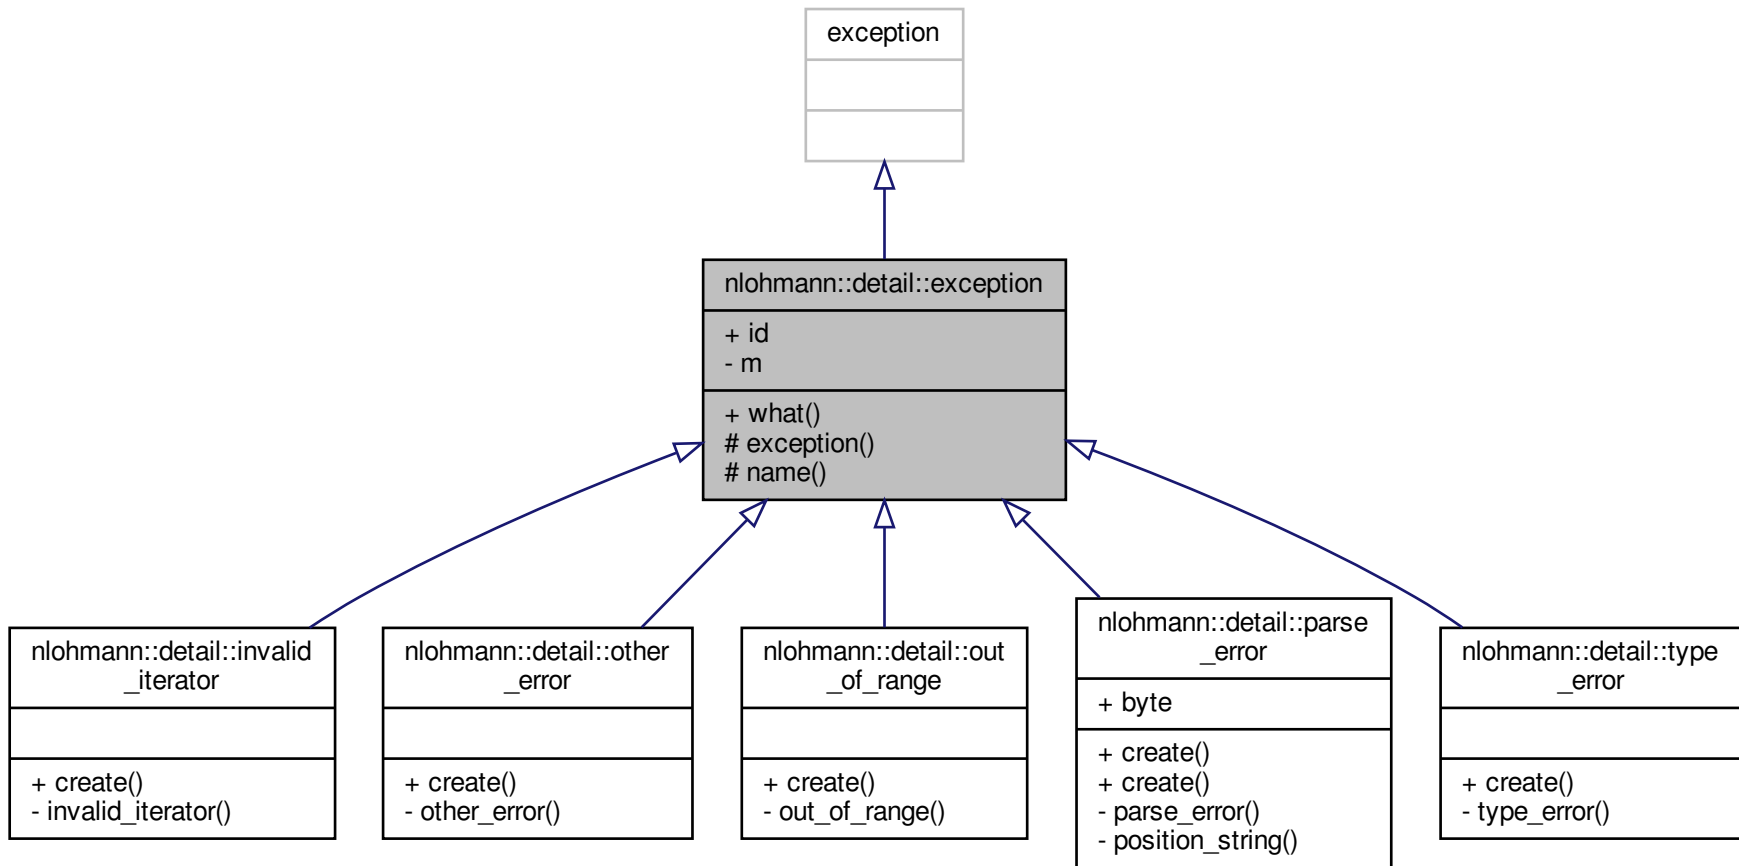 exception
nlohmann::detail::exception
+ id
- m
+ what()
# exception()
# name()
nlohmann::detail::invalid
_iterator
+ create()
- invalid_iterator()
nlohmann::detail::other
_error
+ create()
- other_error()
nlohmann::detail::out
_of_range
+ create()
- out_of_range()
nlohmann::detail::parse
_error
+ byte
+ create()
+ create()
- parse_error()
- position_string()
nlohmann::detail::type
_error
+ create()
- type_error()